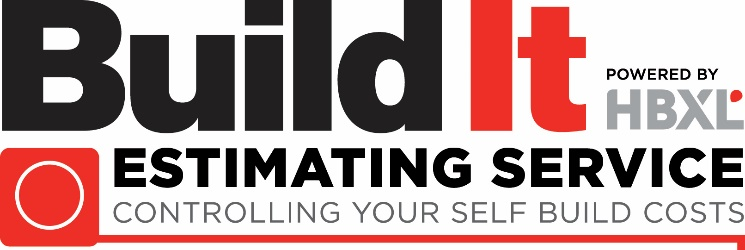 Build It
POWERED BY
HBXL
ESTIMATING SERVICE
CONTROLLING YOUR SELF BUILD COSTS